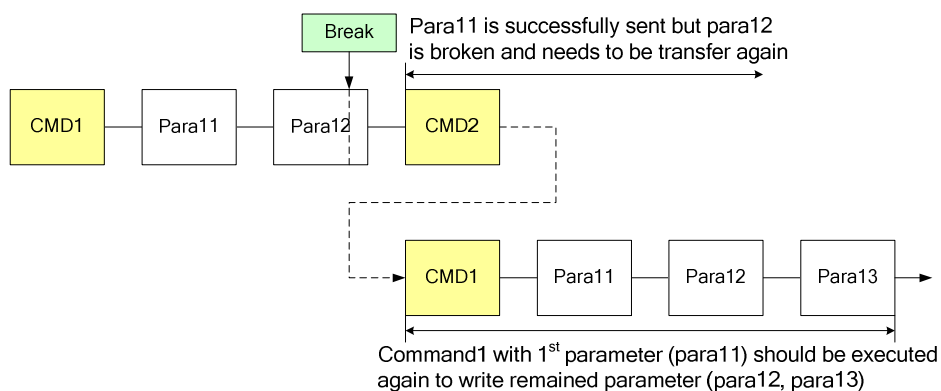 Break
Para11 is successfully sent but para12
is broken and needs to be transfer again
CMD1
Para11
Para12
CMD2
CMD1
Para11
Para12
Para13
Command1 with 1st parameter (para11) should be executed
again to write remained parameter (para12, para13)